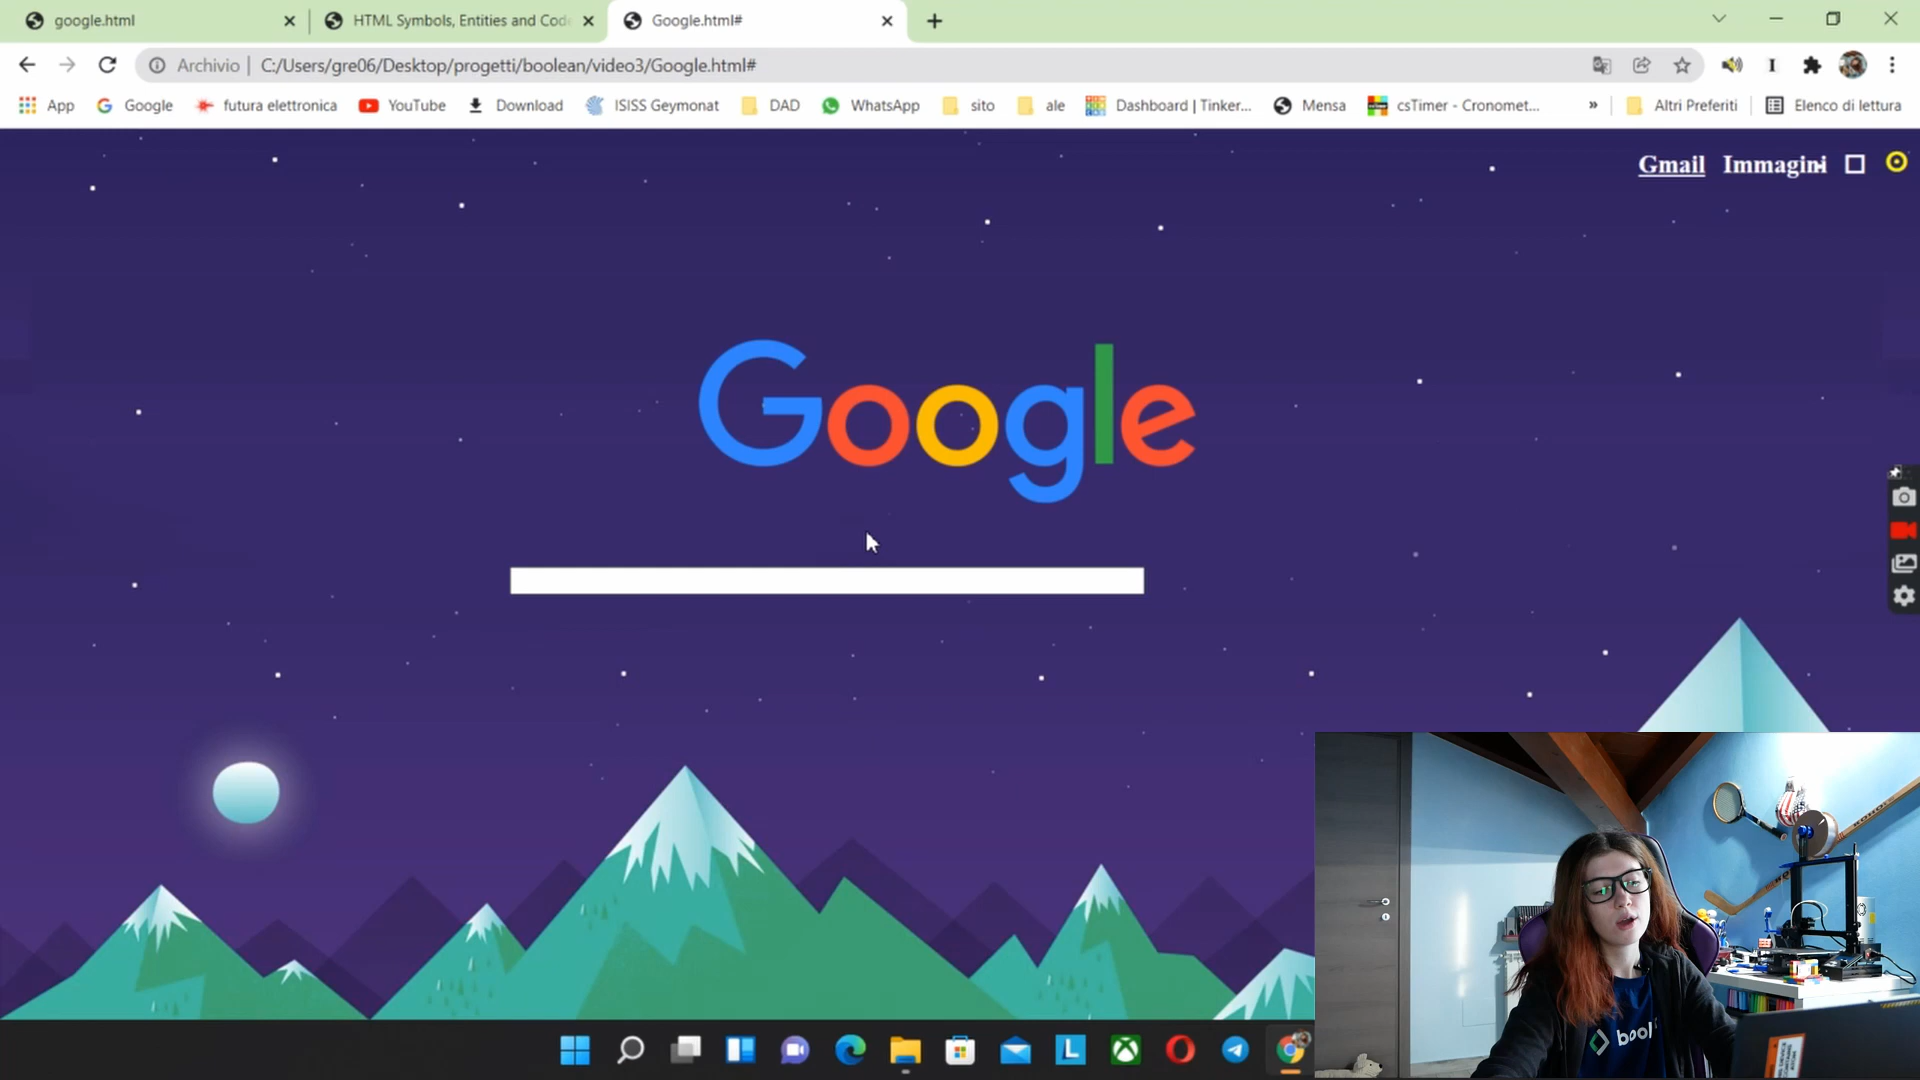 google.html
HTML Symbols, Entities and Cod
Google.html#
Archivio
C:/Users/gre06/Desktop/progetti/boolean/video3/Google.html#
App
Google
futura elettronica
YouTube
Download
ISISS Geymonat
DAD
WhatsApp
sito
ale
Dashboard | Tinker...
Mensa
csTimer - Cronomet...
»
Altri Preferiti
Elenco di lettura
Gmail
Immagini
Google
bool